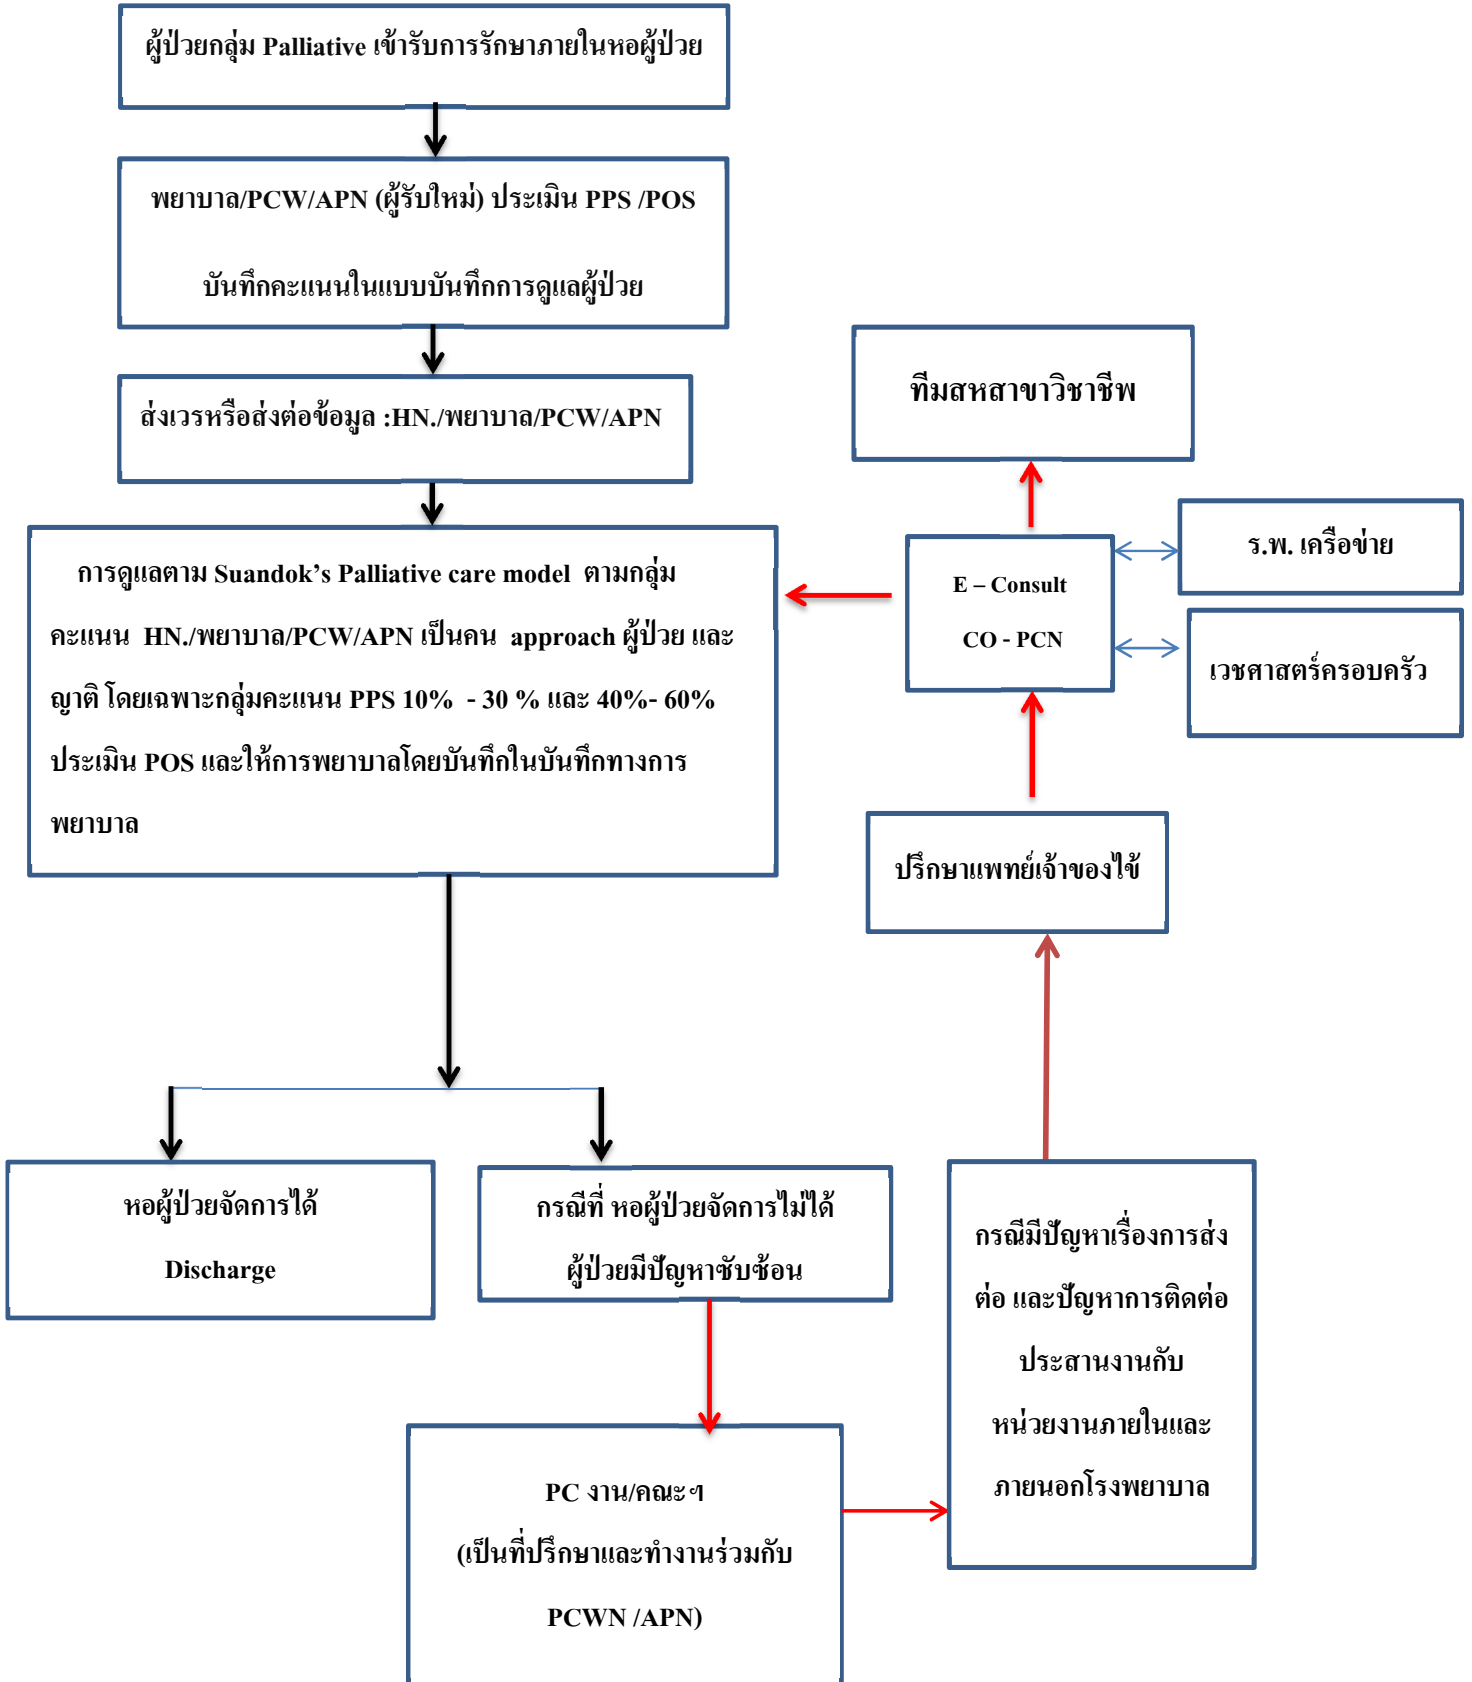 ผู้ป่วยกลุ่ม Palliative เข้ารับการรักษาภายในหอผู้ป่วย
พยาบาล/PCW/APN (ผู้รับใหม่) ประเมิน PPS /POS
บันทึกคะแนนในแบบบันทึกการดูแลผู้ป่วย
ส่งเวรหรือส่งต่อข้อมูล :HN./พยาบาล/PCW/APN
การดูแลตาม Suandok's Palliative care model ตามกลุ่ม
คะแนน HN./พยาบาล/PCW/APN เป็นคน approach ผู้ป่วย และ
ญาติ โดยเฉพาะกลุ่มคะแนน PPS 10% - 30 % และ 40%- 60%
ประเมิน POS และให้การพยาบาลโดยบันทึกในบันทึกทางการ
พยาบาล
ทีมสหสาขาวิชาชีพ
E – Consult
CO - PCN
ร.พ. เครือข่าย
เวชศาสตร์ครอบครัว
ปรึกษาแพทย์เจ้าของไข้
หอผู้ป่วยจัดการได้
Discharge
กรณีที่ หอผู้ป่วยจัดการไม่ได้
ผู้ป่วยมีปัญหาซับซ้อน
กรณีมีปัญหาเรื่องการส่ง
ต่อ และปัญหาการติดต่อ
ประสานงานกับ
หน่วยงานภายในและ
ภายนอกโรงพยาบาล
PC งาน/คณะฯ
(เป็นที่ปรึกษาและทำงานร่วมกับ
PCWN /APN)